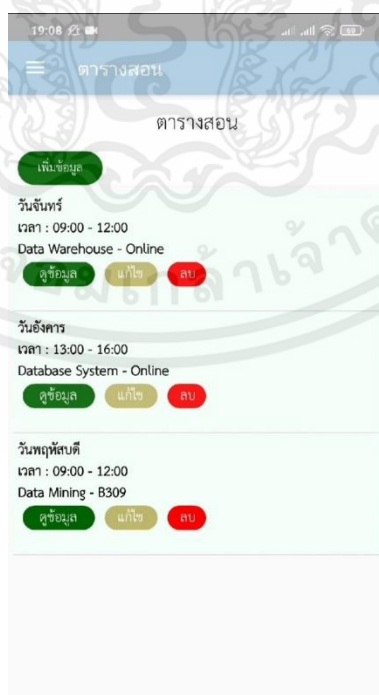 19:08
69
ตารางสอน
ตารางสอน
เพิ่มข้อมูล
วันจันทร์
เวลา : 09:00 - 12:00
Data Warehouse - Online
ดูข้อมูล แก้ไข ลบ
วันอังคาร
เวลา : 13:00 - 16:00
Database System - Online
ดูข้อมูล แก้ไข ลบ
วันพฤหัสบดี
เวลา : 09:00 - 12:00
Data Mining - B309
ดูข้อมูล แก้ไข ลบ